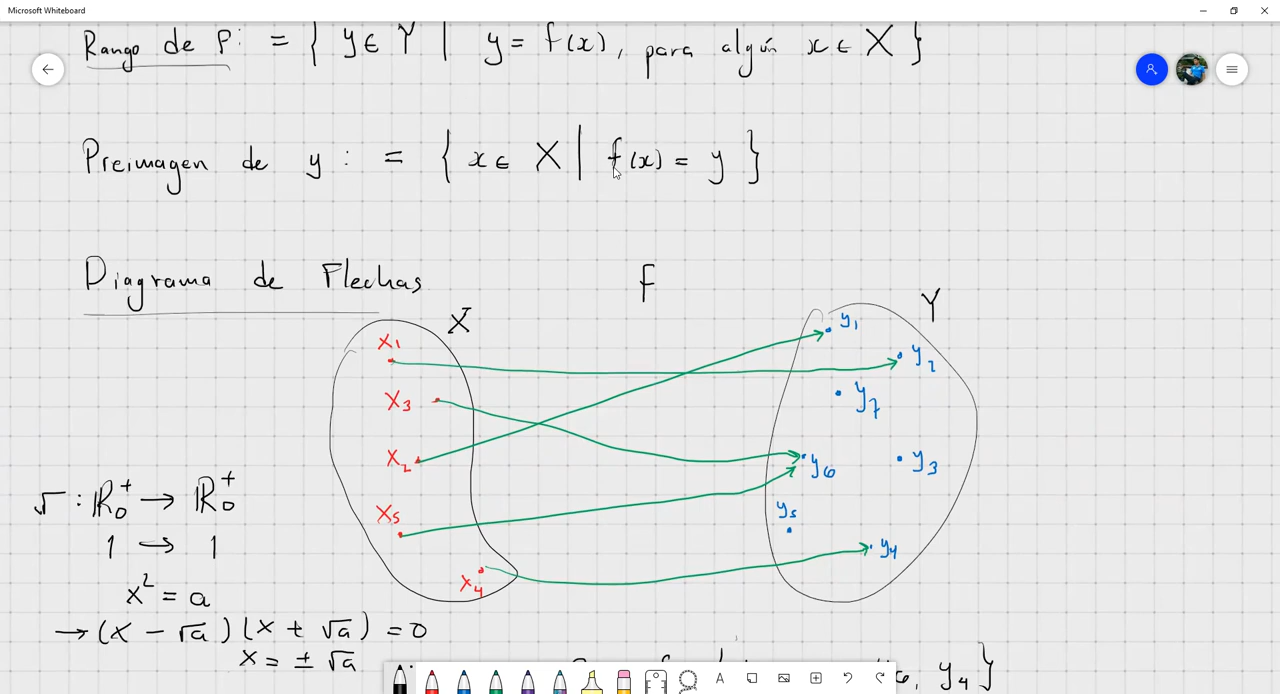 Microsoft Whiteboard
Rango de f: = { y ∈ Y | y = f(x), para algún x ∈ X }
Preimagen de y : = { x ∈ X | f(x) = y }
Diagrama de Flechas
f
X
Y
x1
x3
x2
x5
x4
y1
y2
y7
y6
y3
y5
y4
√ : ℝ₀⁺ → ℝ₀⁺
1 → 1
x² = a
→ (x - √a)(x + √a) = 0
x = ± √a
, y4}
A